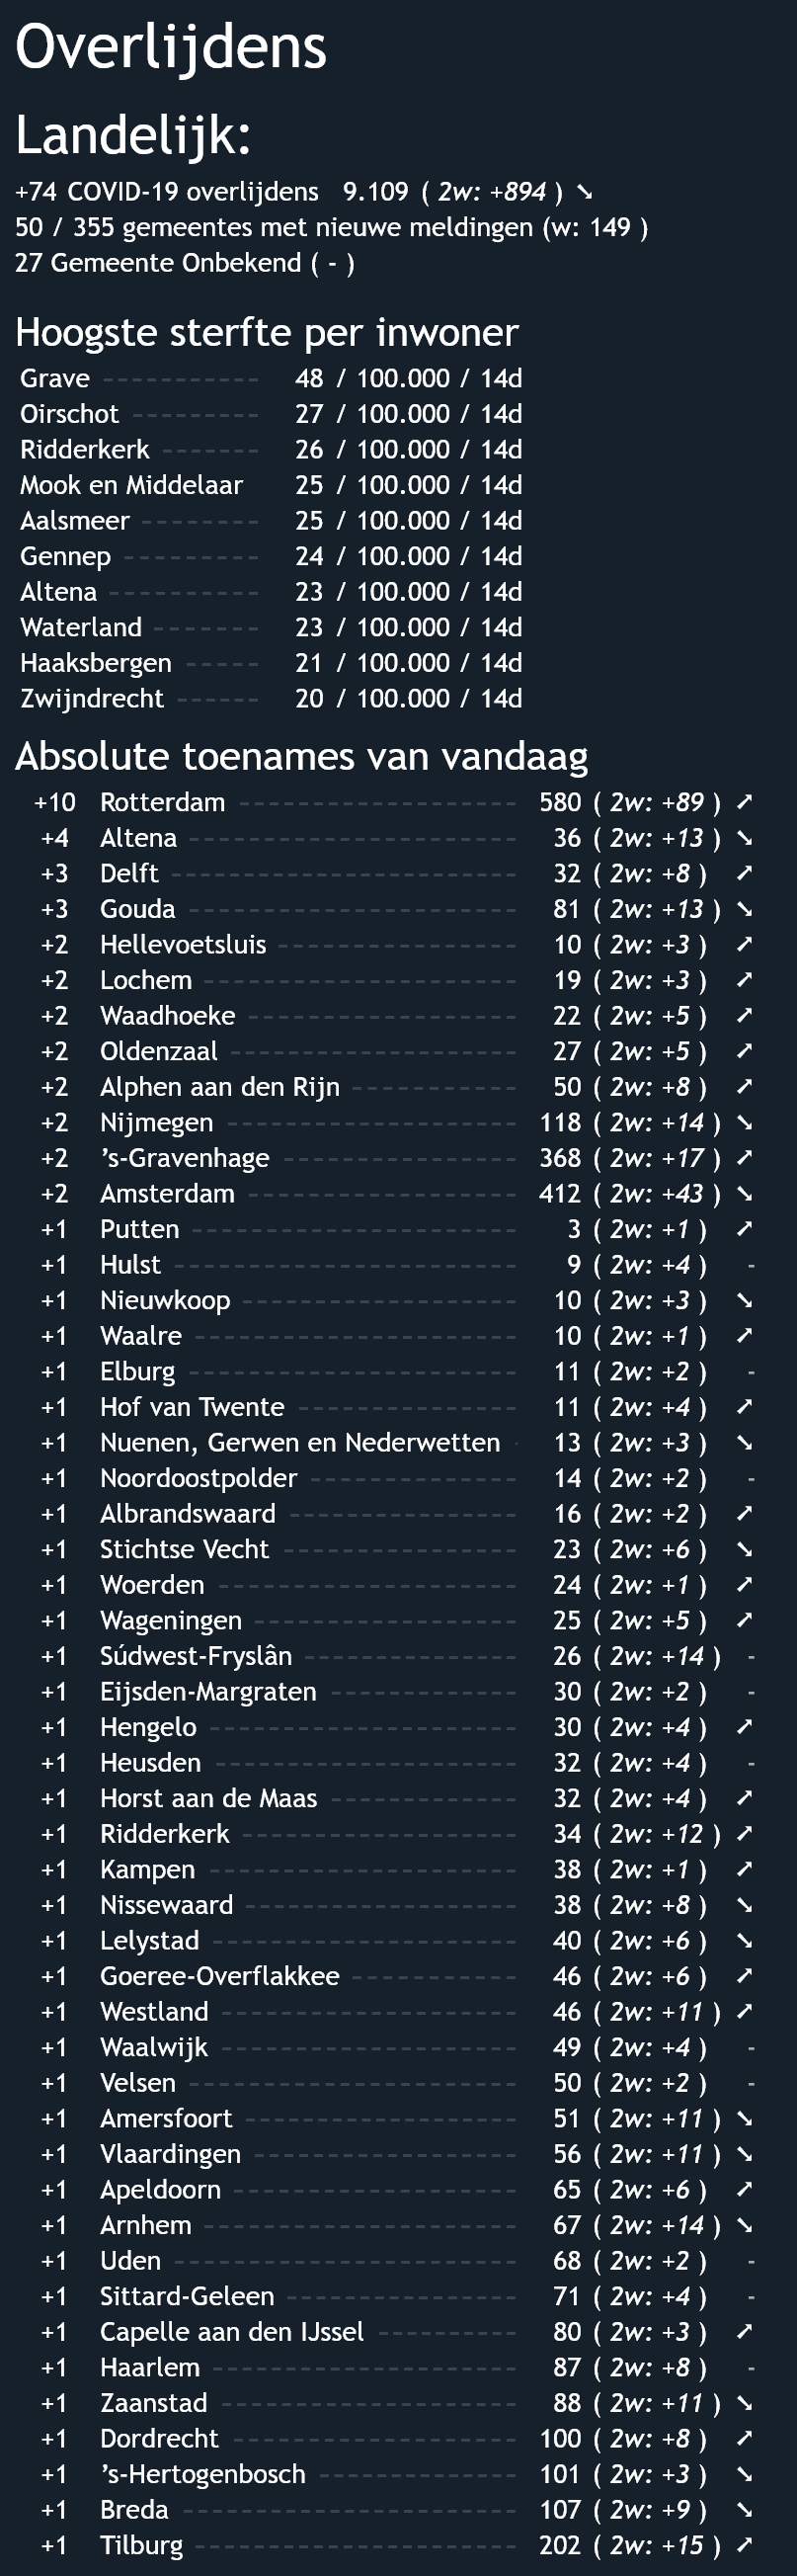 Overlijdens
Landelijk:
+74 COVID-19 overlijdens 9.109 ( 2w: +894 ) ➘
50 / 355 gemeentes met nieuwe meldingen (w: 149 )
27 Gemeente Onbekend ( - )
Hoogste sterfte per inwoner
Grave ----------- 48 / 100.000 / 14d
Oirschot --------- 27 / 100.000 / 14d
Ridderkerk ------- 26 / 100.000 / 14d
Mook en Middelaar 25 / 100.000 / 14d
Aalsmeer -------- 25 / 100.000 / 14d
Gennep --------- 24 / 100.000 / 14d
Altena ---------- 23 / 100.000 / 14d
Waterland ------- 23 / 100.000 / 14d
Haaksbergen ----- 21 / 100.000 / 14d
Zwijndrecht ------ 20 / 100.000 / 14d
Absolute toenames van vandaag
+10 Rotterdam 580 ( 2w: +89 ) ➚
+4 Altena 36 ( 2w: +13 ) ➘
+3 Delft 32 ( 2w: +8 ) ➚
+3 Gouda 81 ( 2w: +13 ) ➘
+2 Hellevoetsluis 10 ( 2w: +3 ) ➚
+2 Lochem 19 ( 2w: +3 ) ➚
+2 Waadhoeke 22 ( 2w: +5 ) ➚
+2 Oldenzaal 27 ( 2w: +5 ) ➚
+2 Alphen aan den Rijn 50 ( 2w: +8 ) ➚
+2 Nijmegen 118 ( 2w: +14 ) ➘
+2 ’s-Gravenhage 368 ( 2w: +17 ) ➚
+2 Amsterdam 412 ( 2w: +43 ) ➘
+1 Putten 3 ( 2w: +1 ) ➚
+1 Hulst 9 ( 2w: +4 ) -
+1 Nieuwkoop 10 ( 2w: +3 ) ➘
+1 Waalre 10 ( 2w: +1 ) ➚
+1 Elburg 11 ( 2w: +2 ) -
+1 Hof van Twente 11 ( 2w: +4 ) ➚
+1 Nuenen, Gerwen en Nederwetten 13 ( 2w: +3 ) ➘
+1 Noordoostpolder 14 ( 2w: +2 ) -
+1 Albrandswaard 16 ( 2w: +2 ) ➚
+1 Stichtse Vecht 23 ( 2w: +6 ) ➘
+1 Woerden 24 ( 2w: +1 ) ➚
+1 Wageningen 25 ( 2w: +5 ) ➚
+1 Súdwest-Fryslân 26 ( 2w: +14 ) -
+1 Eijsden-Margraten 30 ( 2w: +2 ) -
+1 Hengelo 30 ( 2w: +4 ) ➚
+1 Heusden 32 ( 2w: +4 ) -
+1 Horst aan de Maas 32 ( 2w: +4 ) ➚
+1 Ridderkerk 34 ( 2w: +12 ) ➚
+1 Kampen 38 ( 2w: +1 ) ➚
+1 Nissewaard 38 ( 2w: +8 ) ➘
+1 Lelystad 40 ( 2w: +6 ) ➘
+1 Goeree-Overflakkee 46 ( 2w: +6 ) ➚
+1 Westland 46 ( 2w: +11 ) ➚
+1 Waalwijk 49 ( 2w: +4 ) -
+1 Velsen 50 ( 2w: +2 ) -
+1 Amersfoort 51 ( 2w: +11 ) ➘
+1 Vlaardingen 56 ( 2w: +11 ) ➘
+1 Apeldoorn 65 ( 2w: +6 ) ➚
+1 Arnhem 67 ( 2w: +14 ) ➘
+1 Uden 68 ( 2w: +2 ) -
+1 Sittard-Geleen 71 ( 2w: +4 ) -
+1 Capelle aan den IJssel 80 ( 2w: +3 ) ➚
+1 Haarlem 87 ( 2w: +8 ) -
+1 Zaanstad 88 ( 2w: +11 ) ➘
+1 Dordrecht 100 ( 2w: +8 ) ➚
+1 ’s-Hertogenbosch 101 ( 2w: +3 ) ➘
+1 Breda 107 ( 2w: +9 ) ➘
+1 Tilburg 202 ( 2w: +15 ) ➚